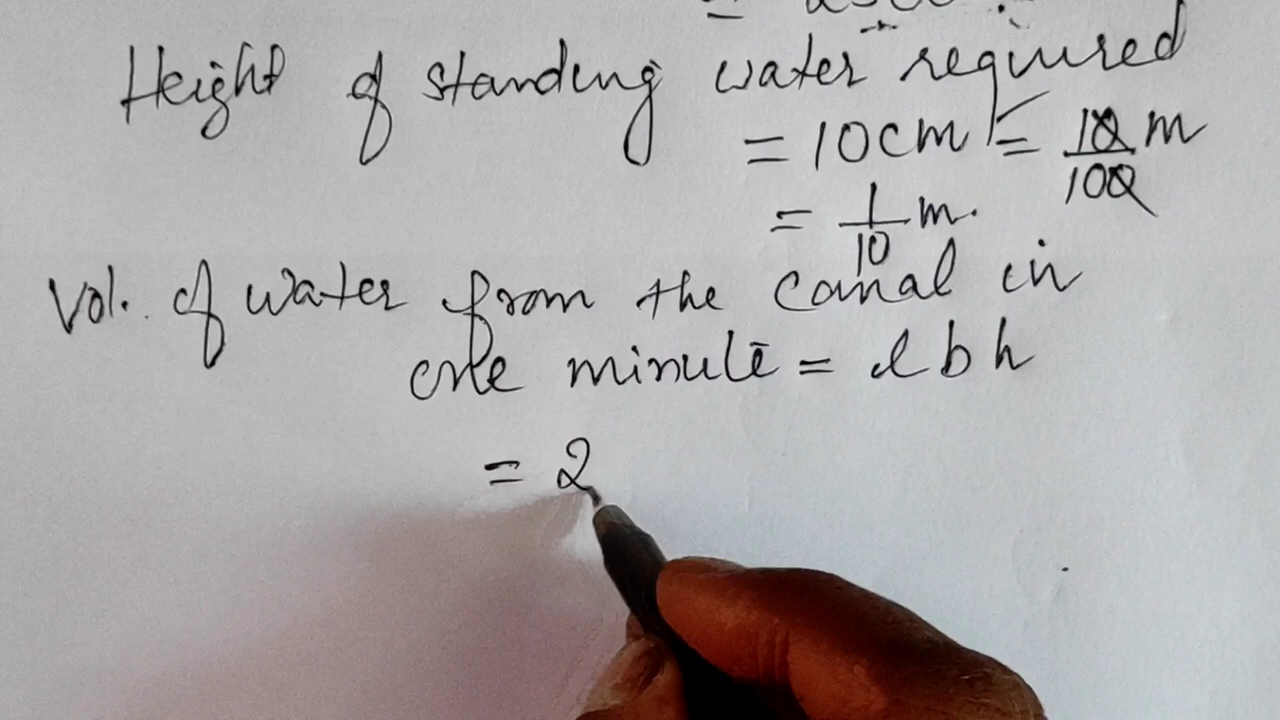 Height of standing water required
= 10cm = 10/100 m
= 1/10 m.
Vol. of water from the canal in
one minute = l b h
= 2